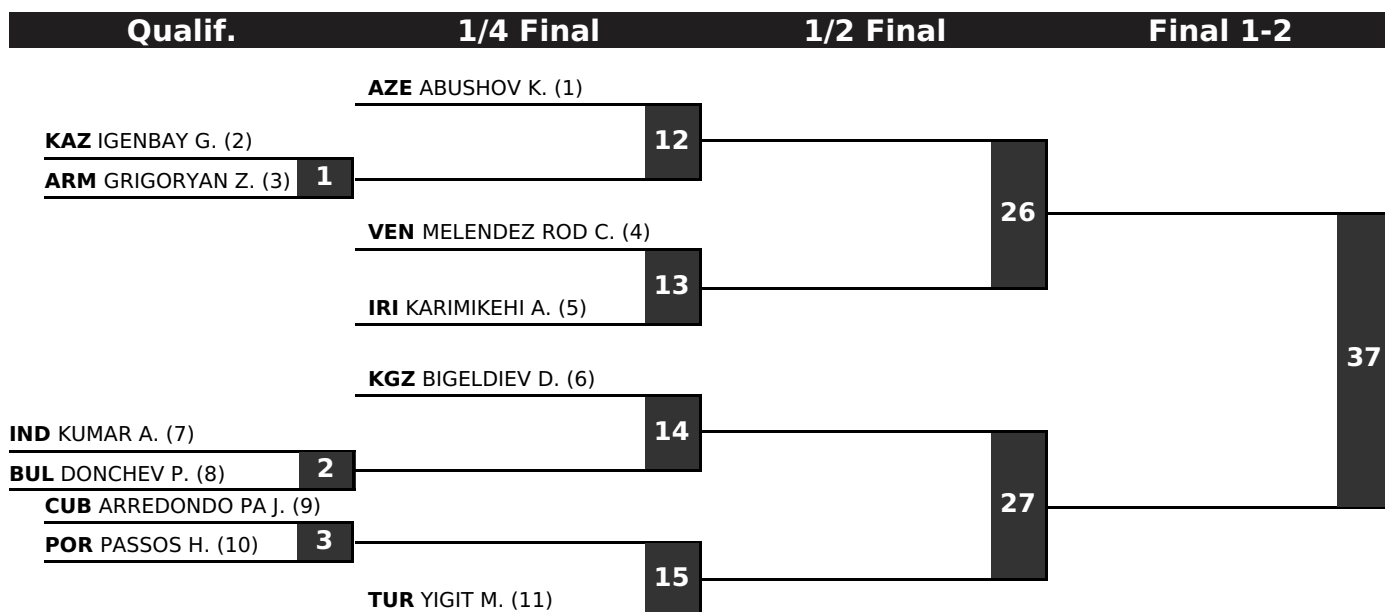 Qualif. 1/4 Final 1/2 Final Final 1-2
AZE ABUSHOV K. (1)
12
KAZ IGENBAY G. (2)
ARM GRIGORYAN Z. (3) 1
26
VEN MELENDEZ ROD C. (4)
13
IRI KARIMIKEHI A. (5)
37
KGZ BIGELDIEV D. (6)
14
IND KUMAR A. (7)
BUL DONCHEV P. (8) 2
CUB ARREDONDO PA J. (9)
27
POR PASSOS H. (10) 3
15
TUR YIGIT M. (11)